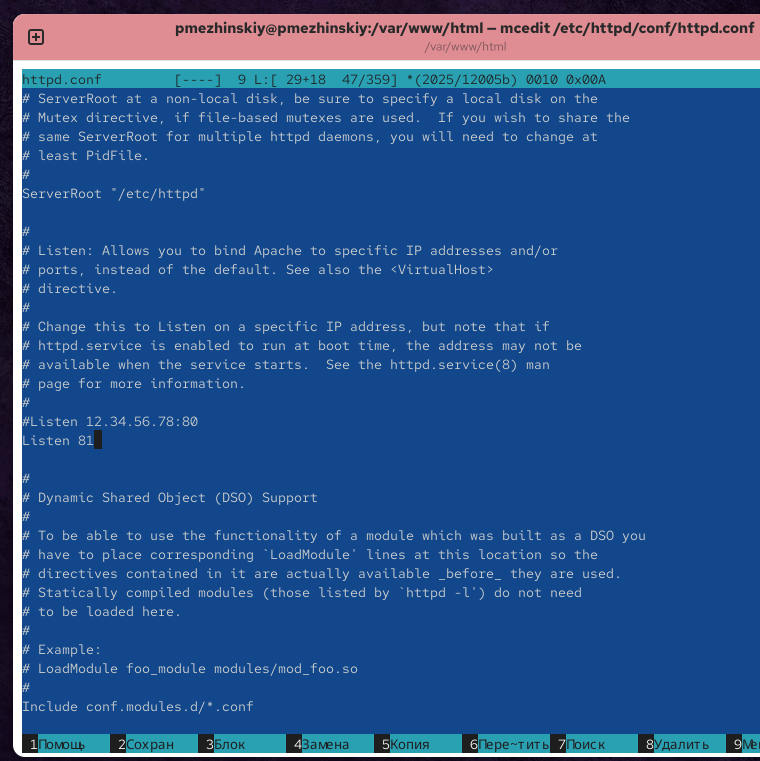 pmezhinskiy@pmezhinskiy:/var/www/html — mcedit /etc/httpd/conf/httpd.conf
/var/www/html
httpd.conf [----] 9 L:[ 29+18 47/359] *(2025/12005b) 0010 0x00A
# ServerRoot at a non-local disk, be sure to specify a local disk on the
# Mutex directive, if file-based mutexes are used.  If you wish to share the
# same ServerRoot for multiple httpd daemons, you will need to change at
# least PidFile.
#
ServerRoot "/etc/httpd"
#
# Listen: Allows you to bind Apache to specific IP addresses and/or
# ports, instead of the default. See also the <VirtualHost>
# directive.
#
# Change this to Listen on a specific IP address, but note that if
# httpd.service is enabled to run at boot time, the address may not be
# available when the service starts.  See the httpd.service(8) man
# page for more information.
#
#Listen 12.34.56.78:80
Listen 81
#
# Dynamic Shared Object (DSO) Support
#
# To be able to use the functionality of a module which was built as a DSO you
# have to place corresponding `LoadModule' lines at this location so the
# directives contained in it are actually available _before_ they are used.
# Statically compiled modules (those listed by `httpd -l') do not need
# to be loaded here.
#
# Example:
# LoadModule foo_module modules/mod_foo.so
#
Include conf.modules.d/*.conf
1Помощь 2Сохран 3Блок 4Замена 5Копия 6Пере~тить 7Поиск 8Удалить 9